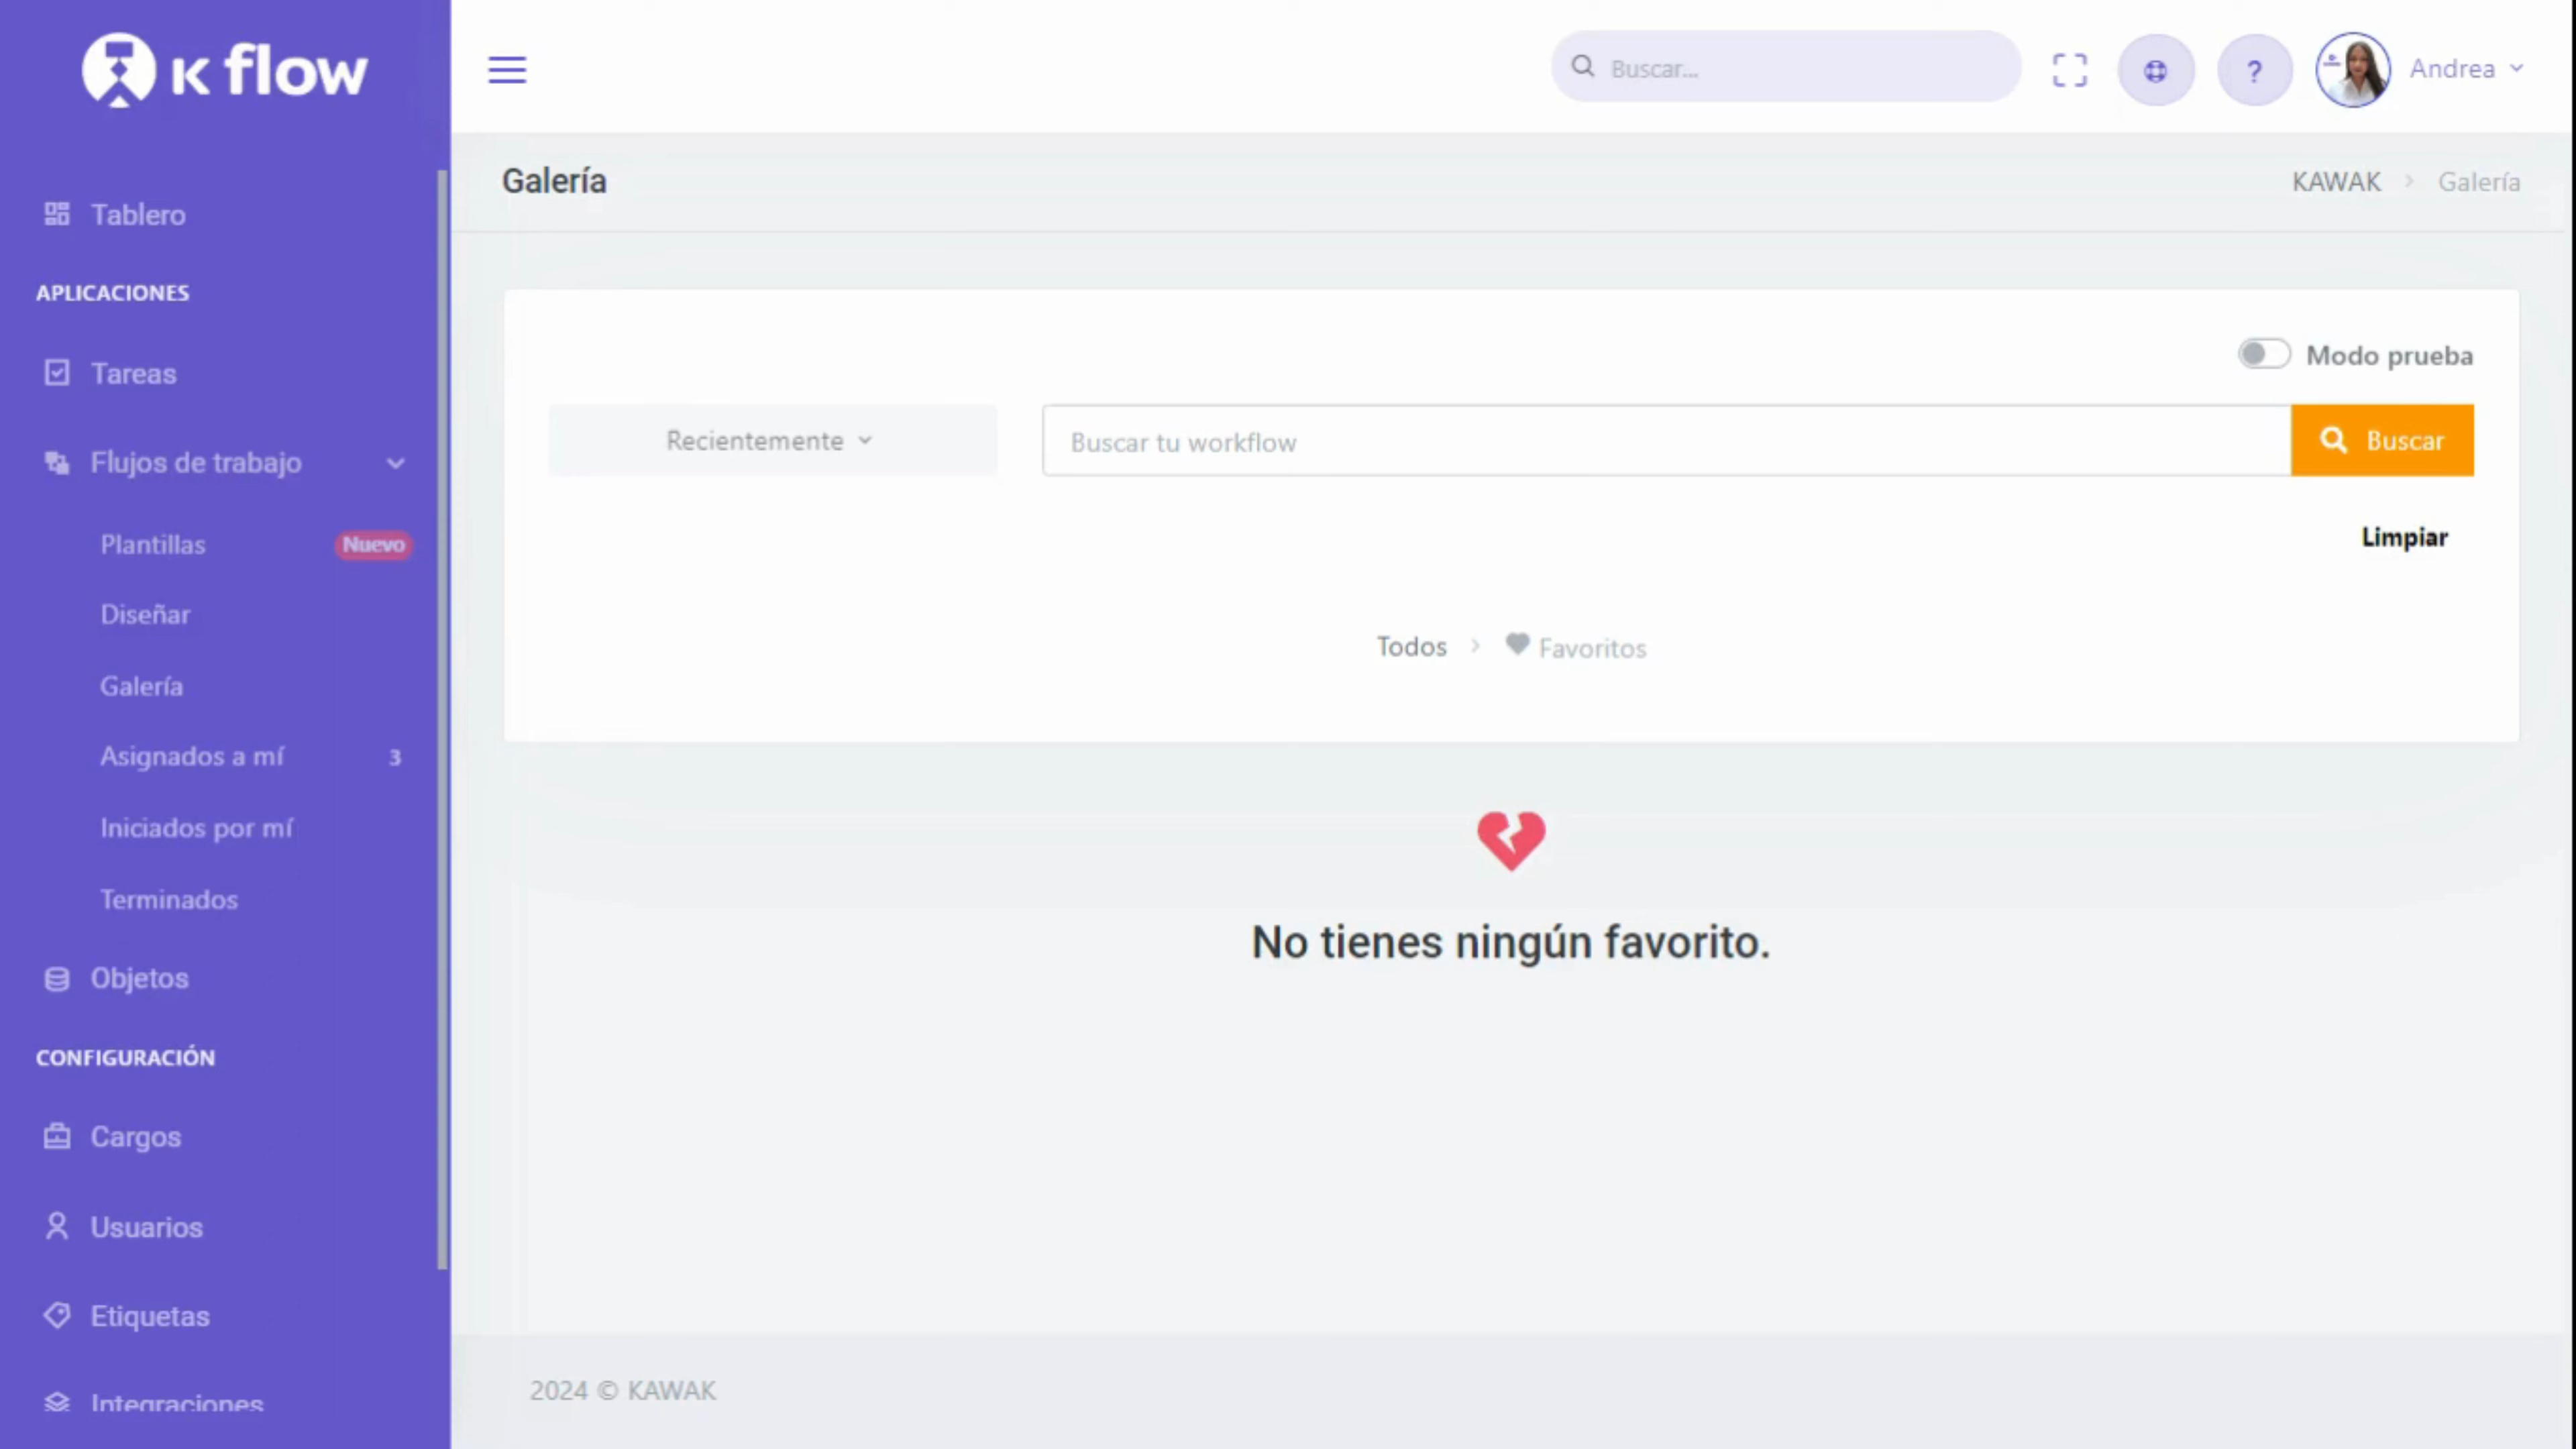 K flow
Buscar...
?
Andrea
Galería
KAWAK > Galería
Tablero
APLICACIONES
Tareas
Flujos de trabajo
Plantillas Nuevo
Diseñar
Galería
Asignados a mí 3
Iniciados por mí
Terminados
Objetos
CONFIGURACIÓN
Cargos
Usuarios
Etiquetas
Integraciones
Modo prueba
Recientemente
Buscar tu workflow
Buscar
Limpiar
Todos > Favoritos
No tienes ningún favorito.
2024 © KAWAK